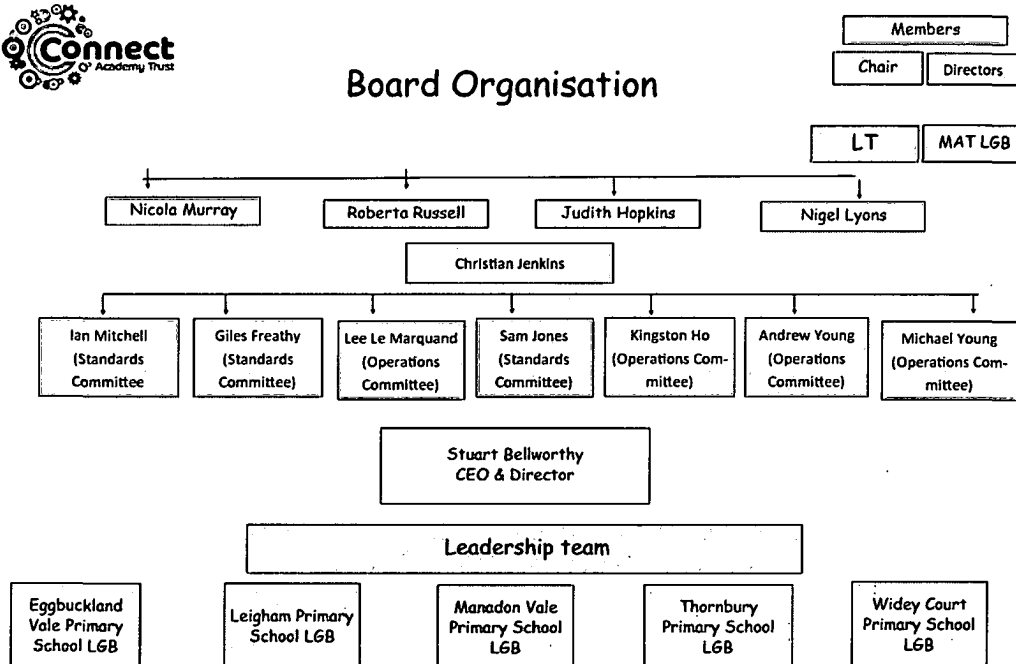 Connect
Academy Trust
Board Organisation
Members
Chair
Directors
LT
MAT LGB
Nicola Murray
Roberta Russell
Judith Hopkins
Nigel Lyons
Christian Jenkins
Ian Mitchell
(Standards
Committee
Giles Freathy
(Standards
Committee)
Lee Le Marquand
(Operations
Committee)
Sam Jones
(Standards
Committee)
Kingston Ho
(Operations Com-
mittee)
Andrew Young
(Operations
Committee)
Michael Young
(Operations Com-
mittee)
Stuart Bellworthy
CEO & Director
Leadership team
Eggbuckland
Vale Primary
School LGB
Leigham Primary
School LGB
Manadon Vale
Primary School
LGB
Thornbury
Primary School
LGB
Widey Court
Primary School
LGB